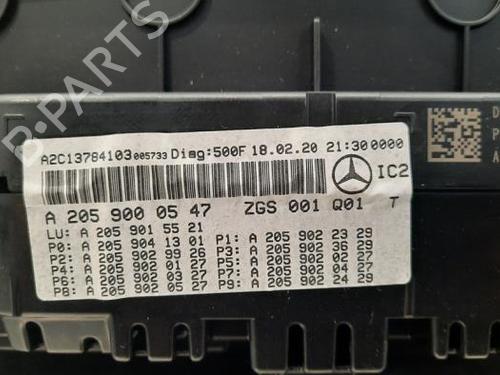 B-PARTS
A2C13784103 005733 Diag:500F 18.02.20 21:30 0000
IC2
A 205 900 05 47 ZGS 001 Q01 T
LU: A 205 901 55 21
P0: A 205 904 13 01 P1: A 205 902 23 29
P2: A 205 902 99 26 P3: A 205 902 36 29
P4: A 205 902 01 27 P5: A 205 902 02 27
P6: A 205 902 03 27 P7: A 205 902 04 27
P8: A 205 902 05 27 P9: A 205 902 24 29